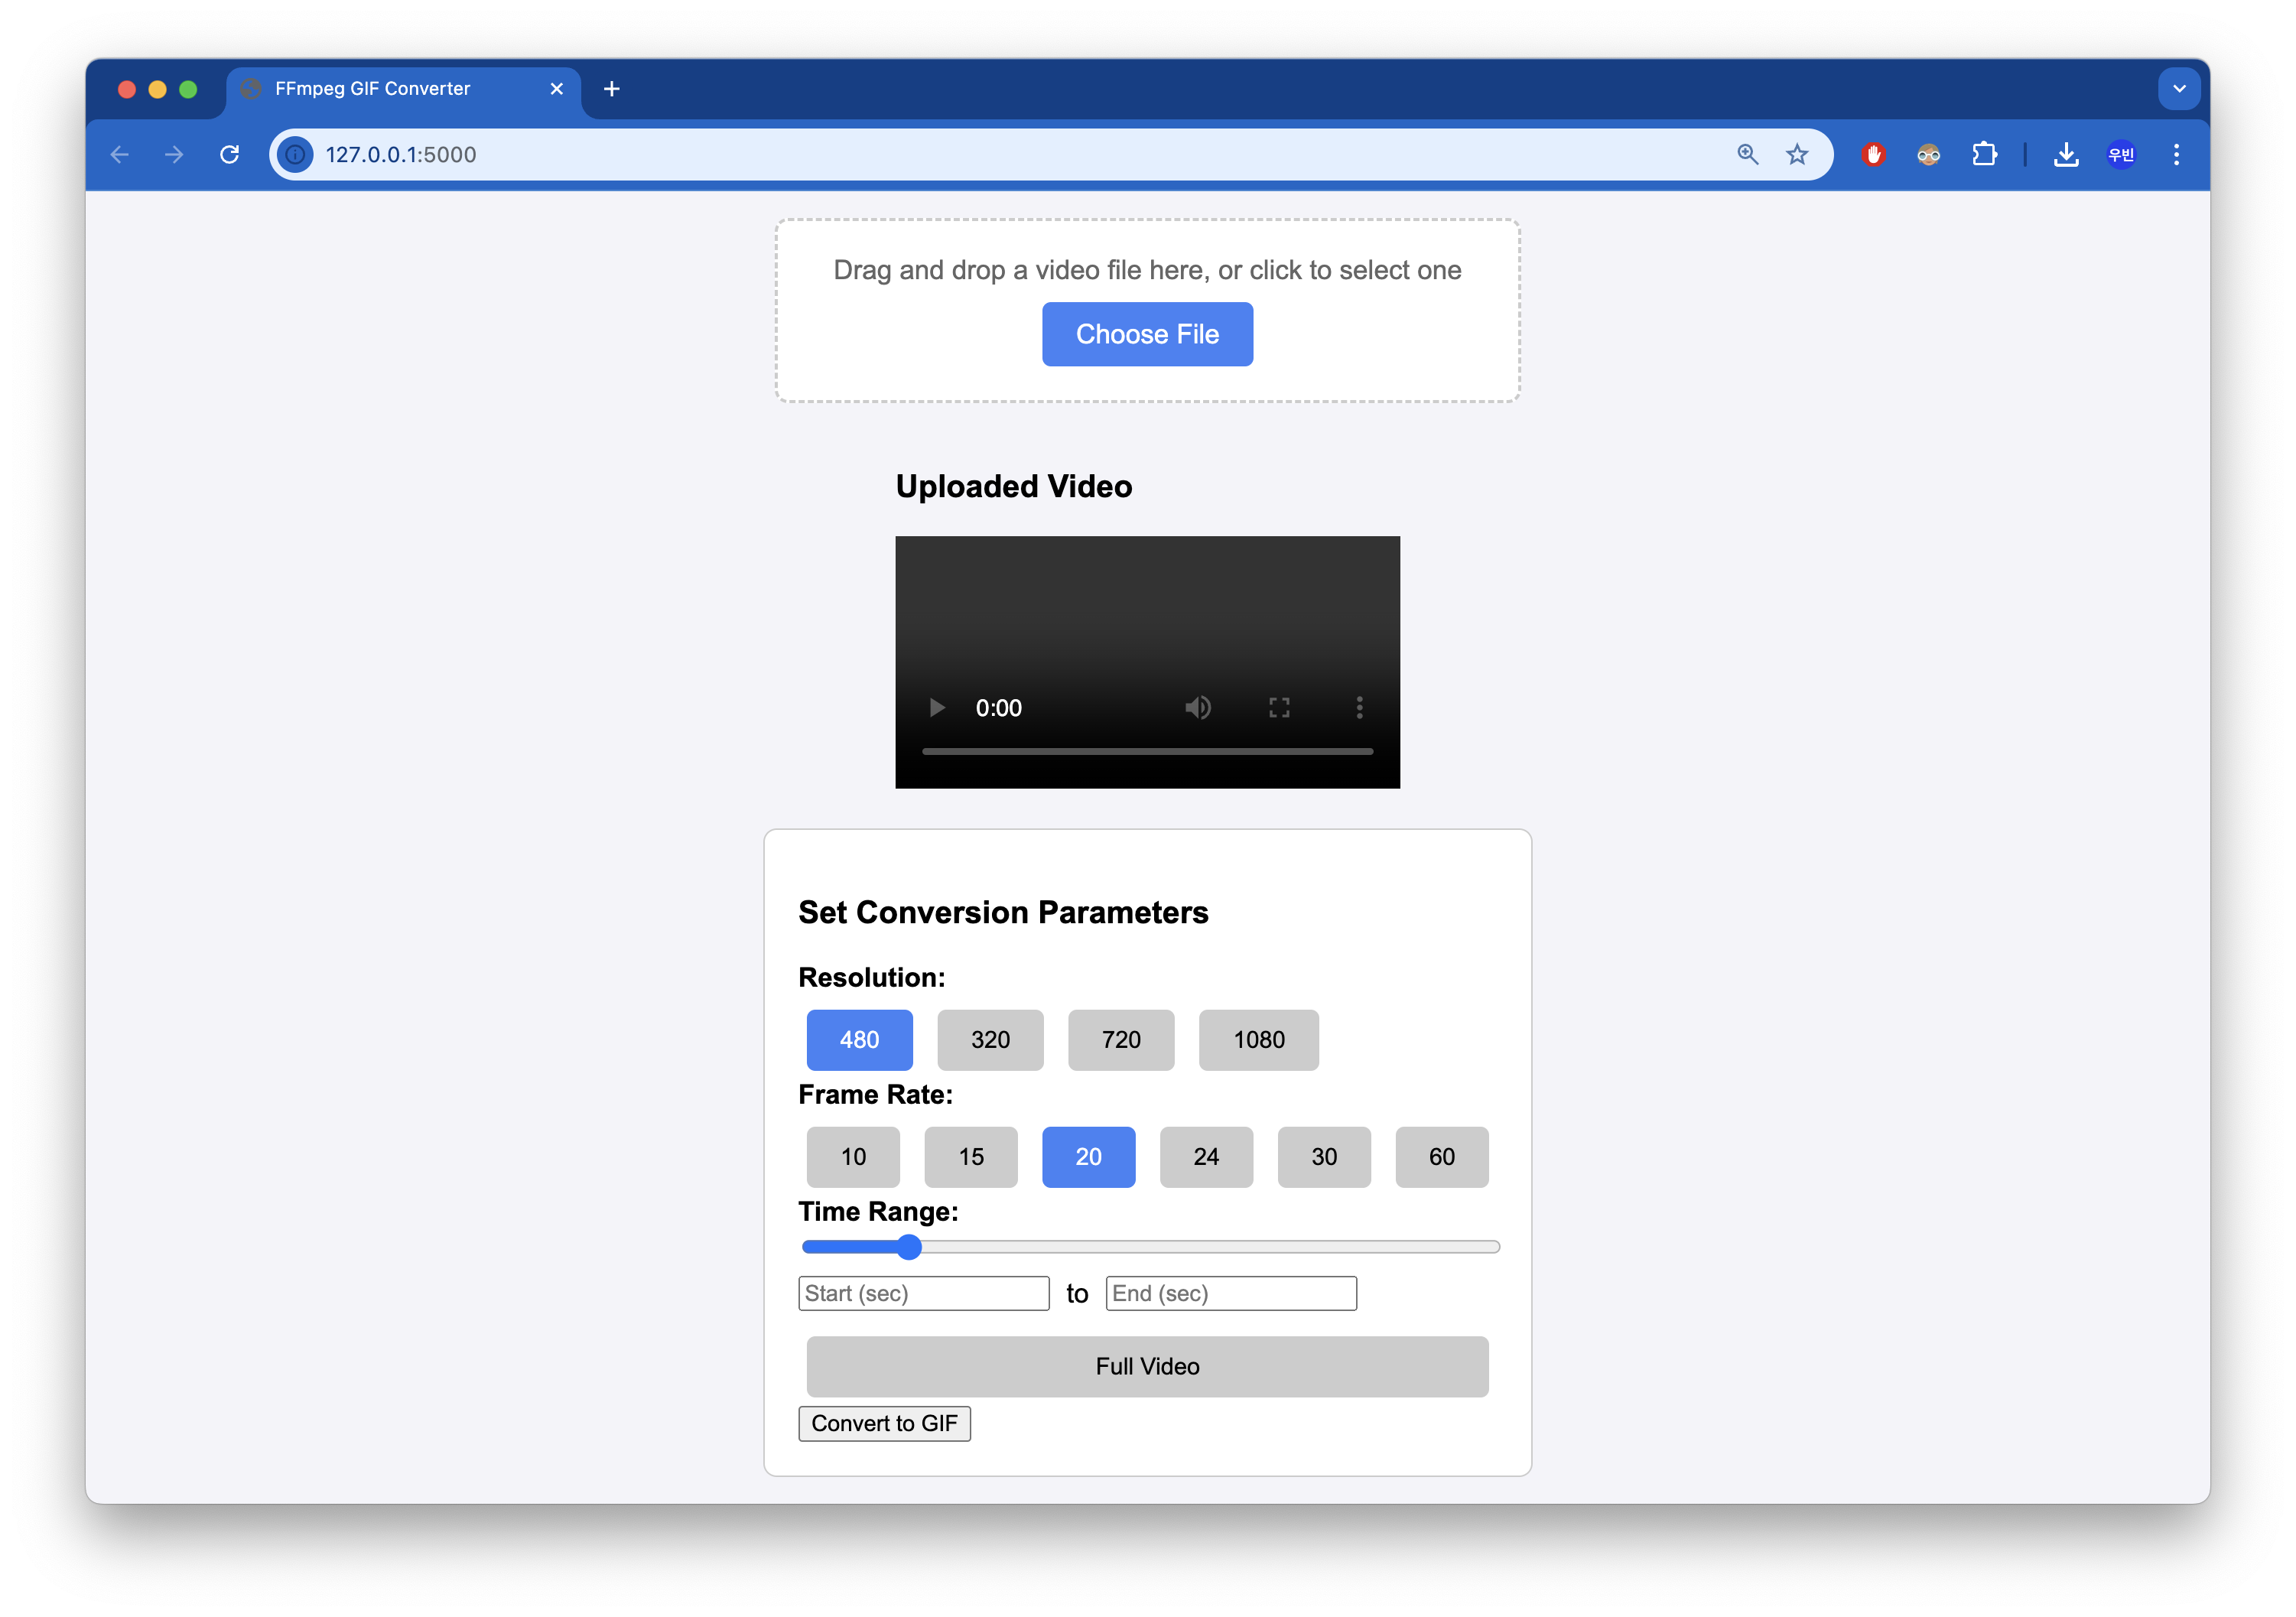 FFmpeg GIF Converter
127.0.0.1:5000
우빈
Drag and drop a video file here, or click to select one
Choose File
Uploaded Video
0:00
Set Conversion Parameters
Resolution:
480 320 720 1080
Frame Rate:
10 15 20 24 30 60
Time Range:
Start (sec) to End (sec)
Full Video
Convert to GIF